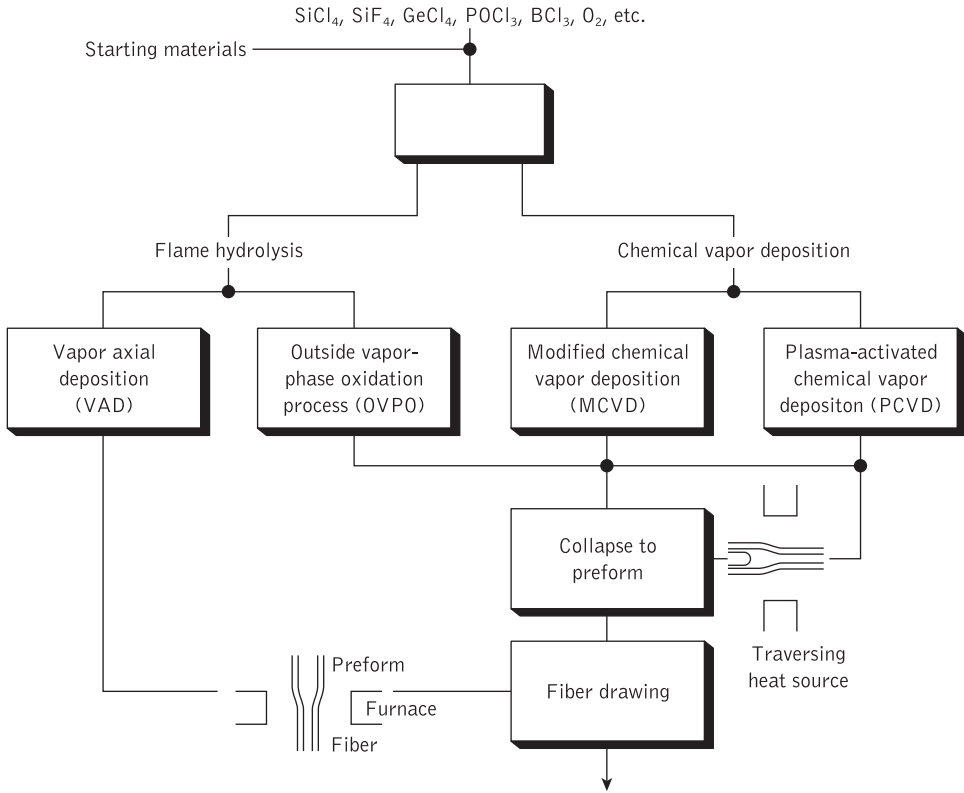 SiCl₄, SiF₄, GeCl₄, POCl₃, BCl₃, O₂, etc.
Starting materials
Flame hydrolysis
Chemical vapor deposition
Vapor axial
deposition
(VAD)
Outside vapor-
phase oxidation
process (OVPO)
Modified chemical
vapor deposition
(MCVD)
Plasma-activated
chemical vapor
depositon (PCVD)
Collapse to
preform
Traversing
heat source
Preform
Furnace
Fiber
Fiber drawing